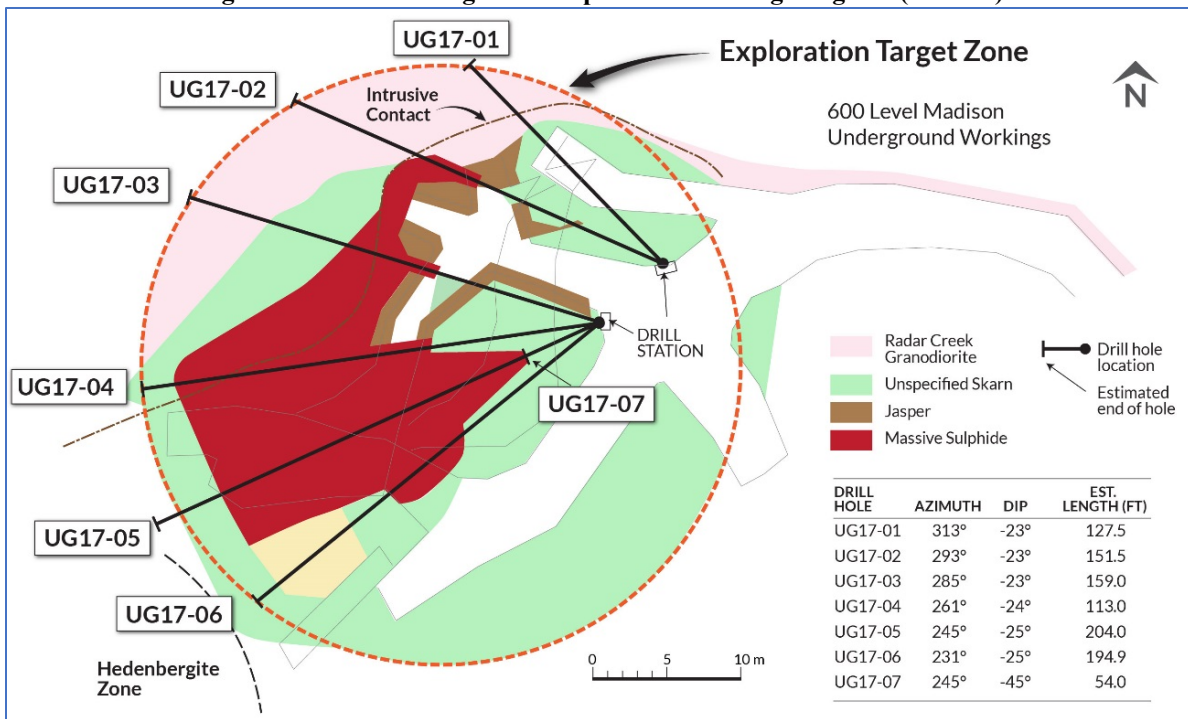 UG17-01
Exploration Target Zone
UG17-02
Intrusive
Contact
N
600 Level Madison
Underground Workings
UG17-03
DRILL
STATION
Radar Creek
Granodiorite
Unspecified Skarn
Jasper
Massive Sulphide
Drill hole
location
Estimated
end of hole
UG17-04
UG17-07
UG17-05
UG17-06
Hedenbergite
Zone
0 5 10 m
DRILL HOLE AZIMUTH DIP EST. LENGTH (FT)
UG17-01 313° -23° 127.5
UG17-02 293° -23° 151.5
UG17-03 285° -23° 159.0
UG17-04 261° -24° 113.0
UG17-05 245° -25° 204.0
UG17-06 231° -25° 194.9
UG17-07 245° -45° 54.0